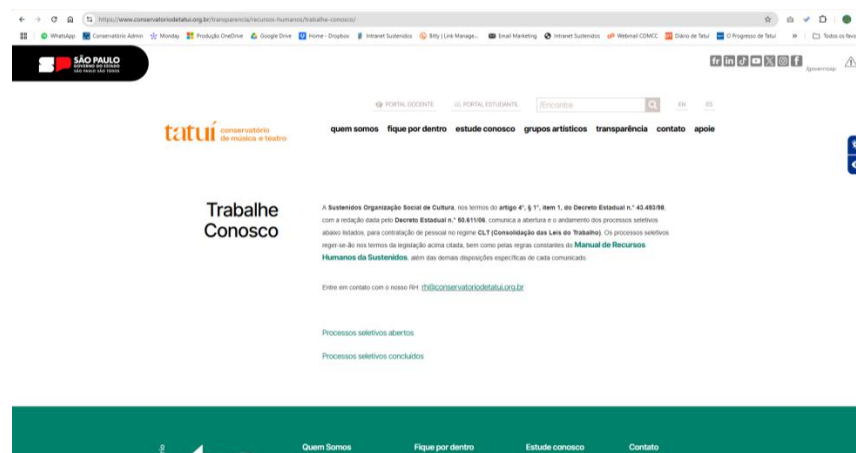 https://www.conservatoriodetatui.org.br/transparencia/recursos-humanos/trabalhe-conosco/
WhatsApp Conservatório Admin Monday Produção OneDrive Google Drive Home - Dropbox Intranet Sustenidos Bitly | Link Manage... Email Marketing Intranet Sustenidos Webmail COMCC Diário de Tatuí O Progresso de Tatuí Todos os favo
SÃO PAULO
GOVERNO DO ESTADO
SÃO PAULO SÃO TODOS
/governosp
PORTAL DOCENTE PORTAL ESTUDANTE /Encontre EN ES
tatuí conservatório
de música e teatro
quem somos fique por dentro estude conosco grupos artísticos transparência contato apoie
Trabalhe
Conosco
A Sustenidos Organização Social de Cultura, nos termos do artigo 4°, § 1°, item 1, do Decreto Estadual n.° 43.493/98,
com a redação dada pelo Decreto Estadual n.° 50.611/06, comunica a abertura e o andamento dos processos seletivos
abaixo listados, para contratação de pessoal no regime CLT (Consolidação das Leis do Trabalho). Os processos seletivos
reger-se-ão nos termos da legislação acima citada, bem como pelas regras constantes do Manual de Recursos
Humanos da Sustenidos, além das demais disposições específicas de cada comunicado.
Entre em contato com o nosso RH: rh@conservatoriodetatui.org.br
Processos seletivos abertos
Processos seletivos concluídos
Quem Somos Fique por dentro Estude conosco Contato